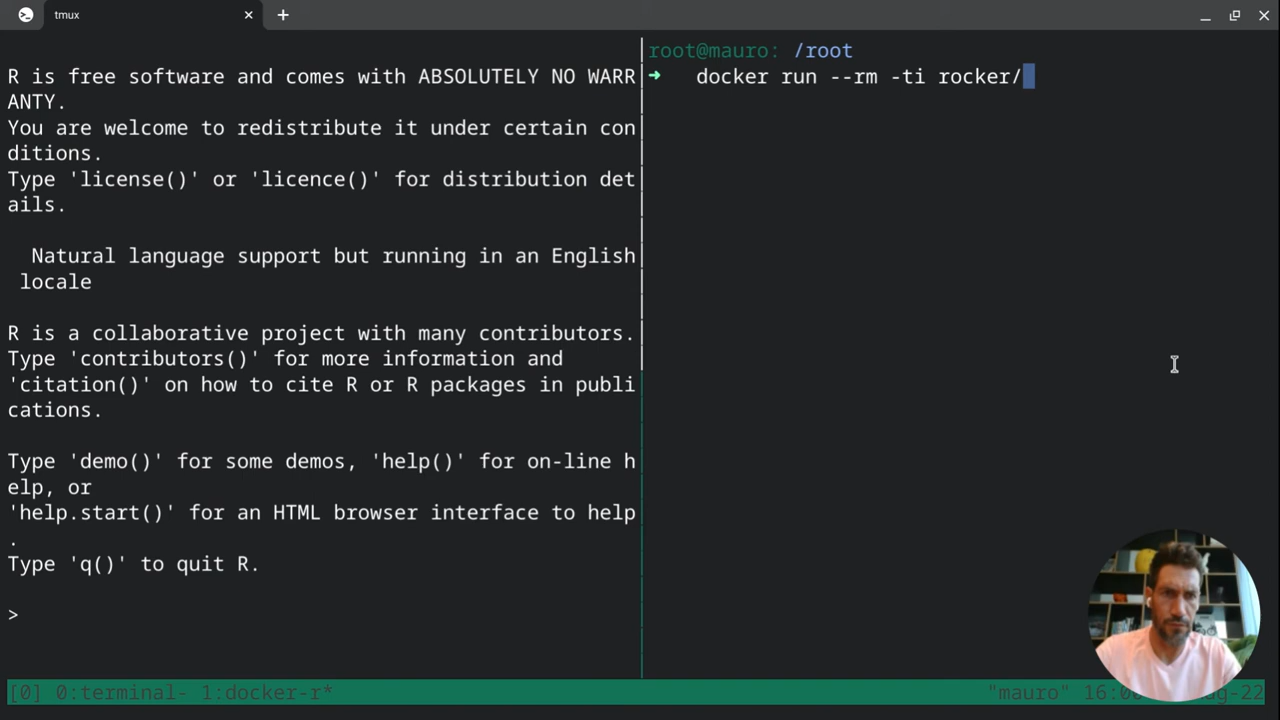 tmux
R is free software and comes with ABSOLUTELY NO WARR
ANTY.
You are welcome to redistribute it under certain con
ditions.
Type 'license()' or 'licence()' for distribution det
ails.
Natural language support but running in an English
locale
R is a collaborative project with many contributors.
Type 'contributors()' for more information and
'citation()' on how to cite R or R packages in publi
cations.
Type 'demo()' for some demos, 'help()' for on-line h
elp, or
'help.start()' for an HTML browser interface to help
.
Type 'q()' to quit R.
>
root@mauro: /root
➜ docker run --rm -ti rocker/
[0] 0:terminal- 1:docker-r* "mauro"